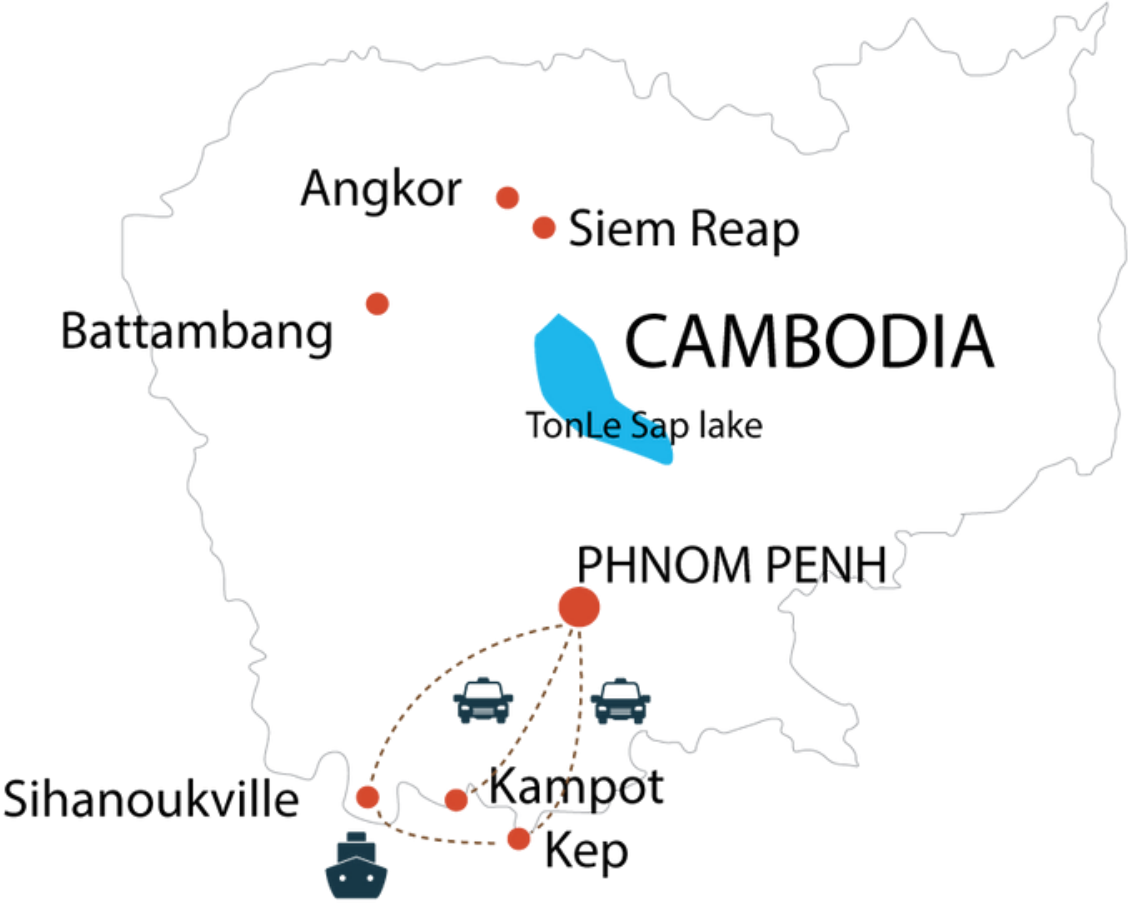 Angkor
Siem Reap
Battambang
CAMBODIA
TonLe Sap lake
PHNOM PENH
Sihanoukville
Kampot
Kep